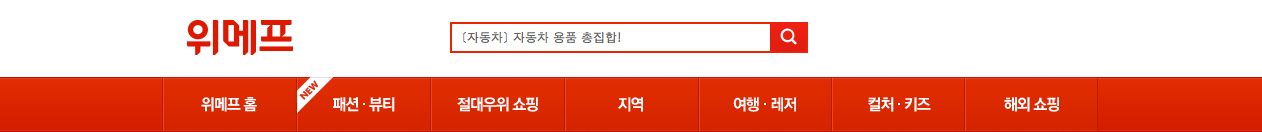 위메프
[자동차] 자동차 용품 총집합!
NEW
위메프 홈
패션 · 뷰티
절대우위 쇼핑
지역
여행 · 레저
컬처 · 키즈
해외 쇼핑